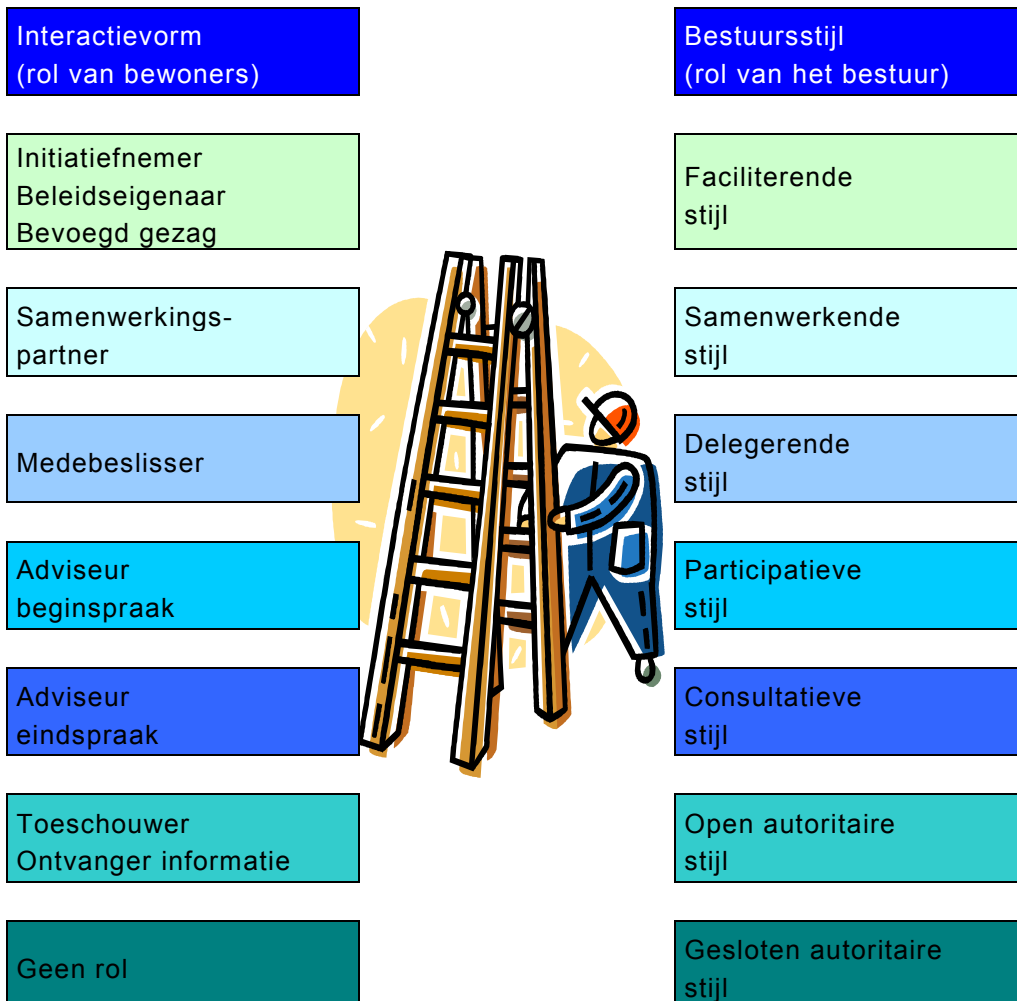 Interactievorm
(rol van bewoners)
Bestuursstijl
(rol van het bestuur)
Initiatiefnemer
Beleidseigenaar
Bevoegd gezag
Faciliterende
stijl
Samenwerkings-
partner
Samenwerkende
stijl
Medebeslisser
Delegerende
stijl
Adviseur
beginspraak
Participatieve
stijl
Adviseur
eindspraak
Consultatieve
stijl
Toeschouwer
Ontvanger informatie
Open autoritaire
stijl
Geen rol
Gesloten autoritaire
stijl